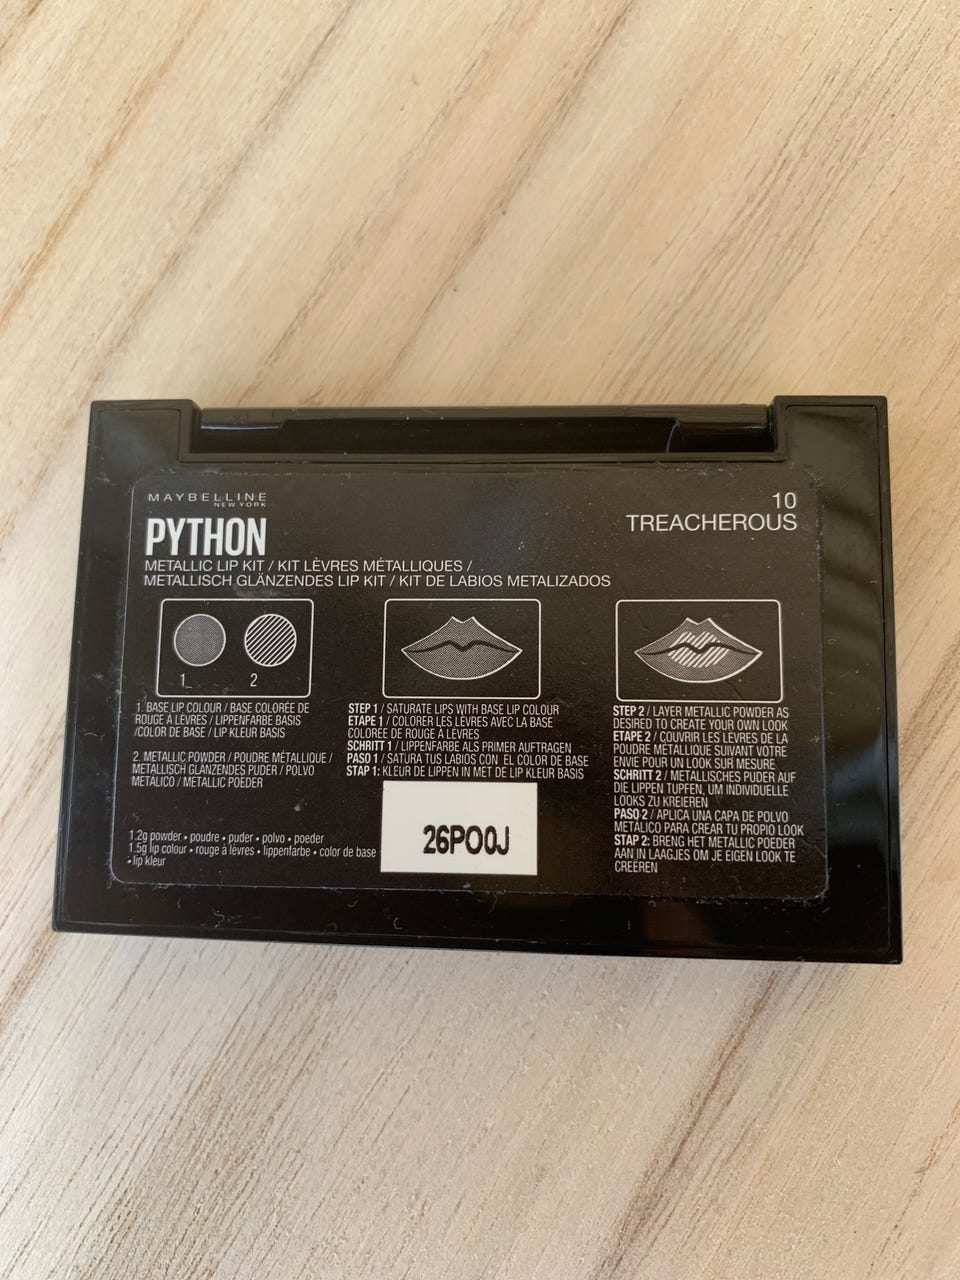 MAYBELLINE
NEW YORK
PYTHON
METALLIC LIP KIT / KIT LÈVRES MÉTALLIQUES /
METALLISCH GLÄNZENDES LIP KIT / KIT DE LABIOS METALIZADOS
10
TREACHEROUS
1
2
1. BASE LIP COLOUR / BASE COLORÉE DE
ROUGE À LÈVRES / LIPPENFARBE BASIS
/COLOR DE BASE / LIP KLEUR BASIS
2. METALLIC POWDER / POUDRE MÉTALLIQUE /
METALLISCH GLANZENDES PUDER / POLVO
METALICO / METALLIC POEDER
1.2g powder • poudre • puder • polvo • poeder
1.5g lip colour • rouge à lèvres • lippenfarbe • color de base
• lip kleur
STEP 1 / SATURATE LIPS WITH BASE LIP COLOUR
ETAPE 1 / COLORER LES LÈVRES AVEC LA BASE
COLORÉE DE ROUGE À LÈVRES
SCHRITT 1 / LIPPENFARBE ALS PRIMER AUFTRAGEN
PASO 1 / SATURA TUS LABIOS CON EL COLOR DE BASE
STAP 1: KLEUR DE LIPPEN IN MET DE LIP KLEUR BASIS
26PO0J
STEP 2 / LAYER METALLIC POWDER AS
DESIRED TO CREATE YOUR OWN LOOK
ETAPE 2 / COUVRIR LES LÈVRES DE LA
POUDRE MÉTALLIQUE SUIVANT VOTRE
ENVIE POUR UN LOOK SUR MESURE
SCHRITT 2 / METALLISCHES PUDER AUF
DIE LIPPEN TUPFEN, UM INDIVIDUELLE
LOOKS ZU KREIEREN
PASO 2 / APLICA UNA CAPA DE POLVO
METÁLICO PARA CREAR TU PROPIO LOOK
STAP 2: BRENG HET METALLIC POEDER
AAN IN LAAGJES OM JE EIGEN LOOK TE
CREËREN